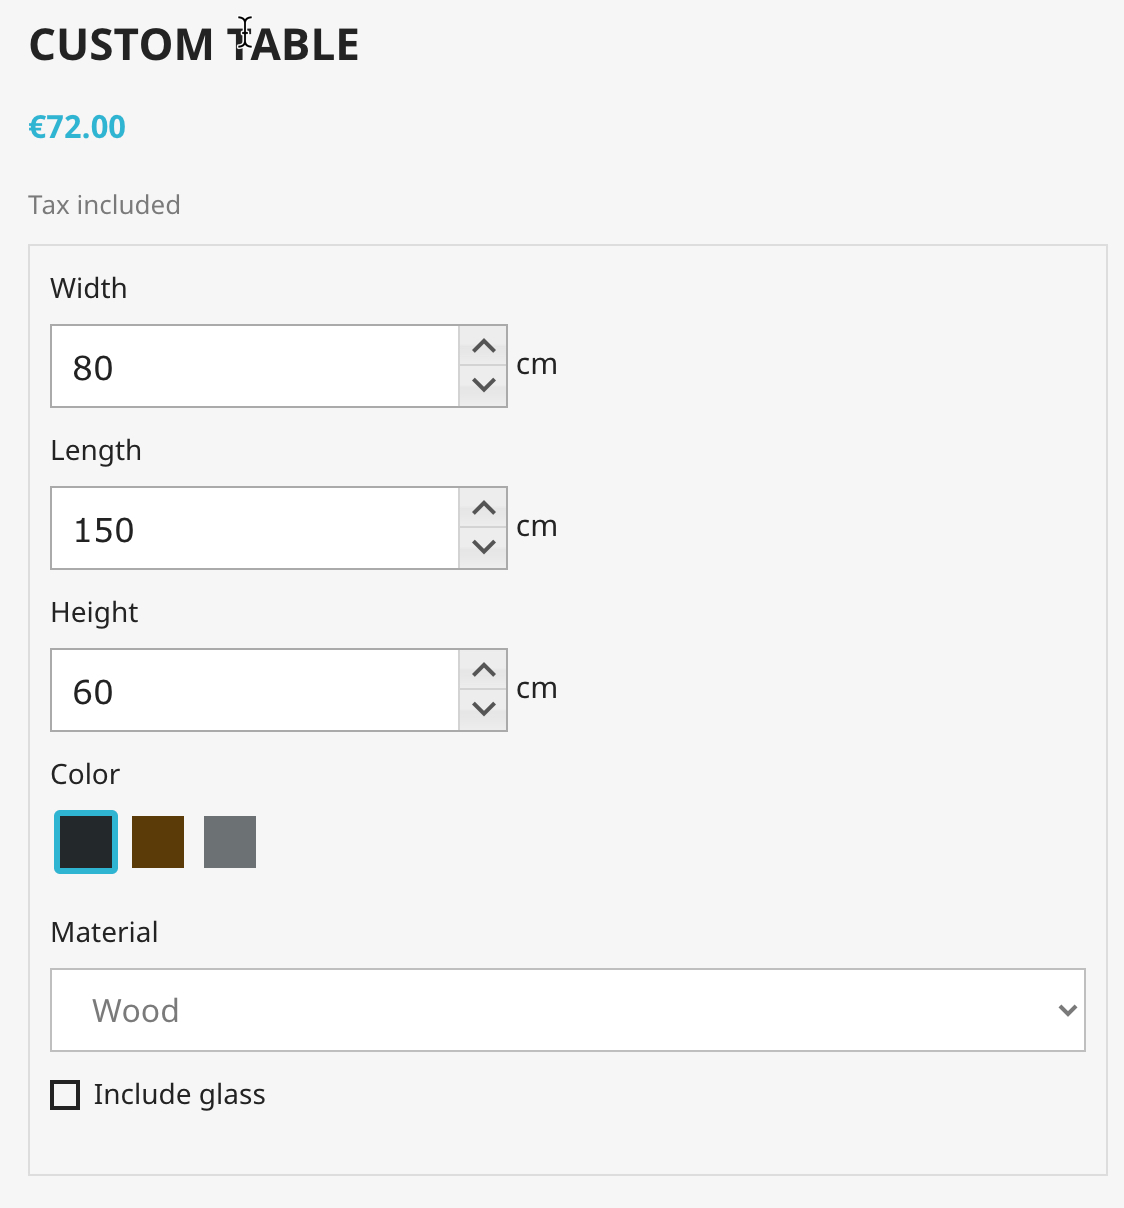 CUSTOM TABLE
€72.00
Tax included
Width
80 cm
Length
150 cm
Height
60 cm
Color
Material
Wood
Include glass